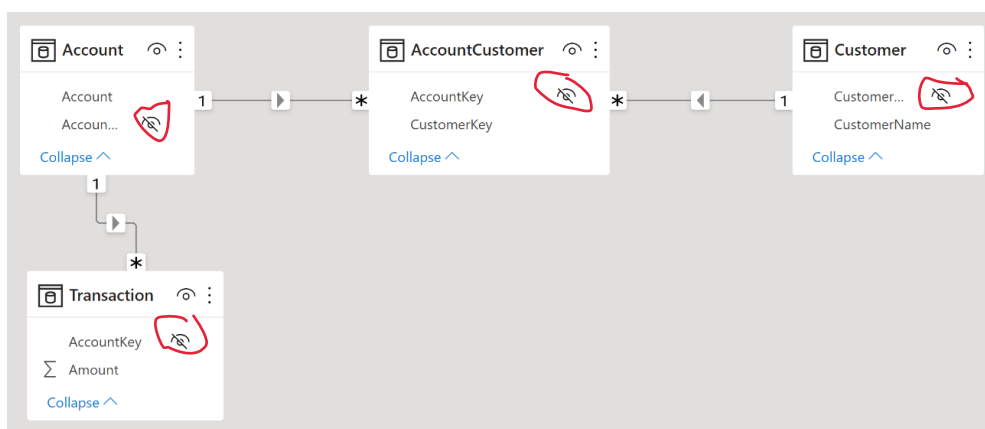 Account
Account
Accoun...
Collapse
1
*
AccountCustomer
AccountKey
CustomerKey
Collapse
*
1
Customer
Customer...
CustomerName
Collapse
1
*
Transaction
AccountKey
Σ Amount
Collapse